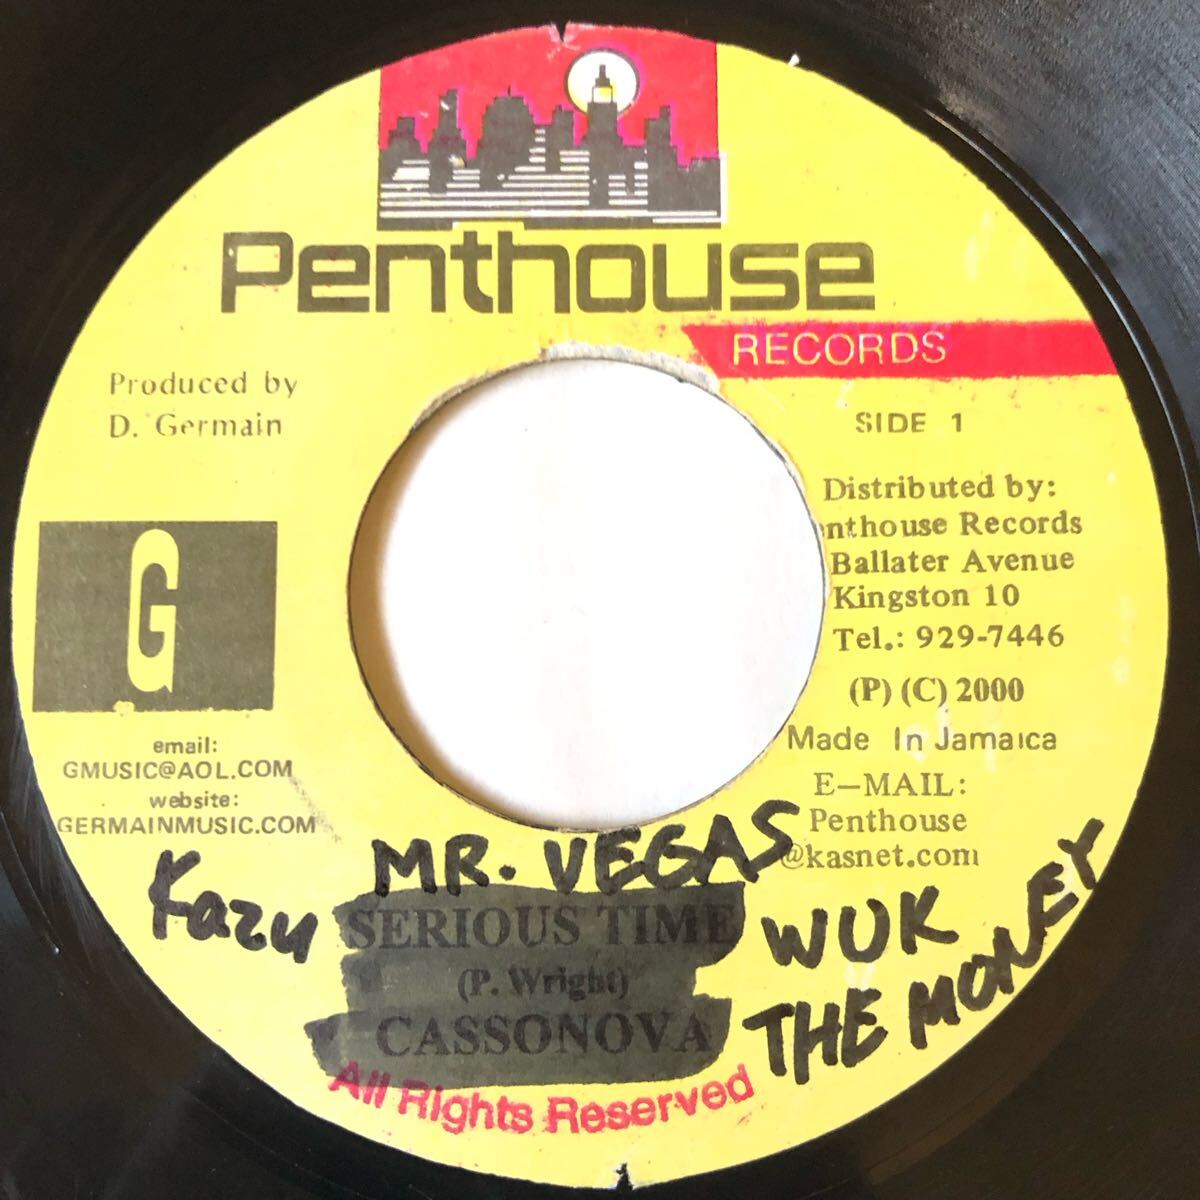 Penthouse
RECORDS
Produced by
D. Germain
SIDE 1
Distributed by:
nthouse Records
Ballater Avenue
Kingston 10
Tel.: 929-7446
(P) (C) 2000
Made In Jamaica
E-MAIL:
Penthouse
@kasnet.com
G
email:
GMUSIC@AOL.COM
website:
GERMAINMUSIC.COM
Kazu
MR. VEGAS
WUK
THE MONEY
SERIOUS TIME
(P. Wright)
CASSONOVA
All Rights Reserved